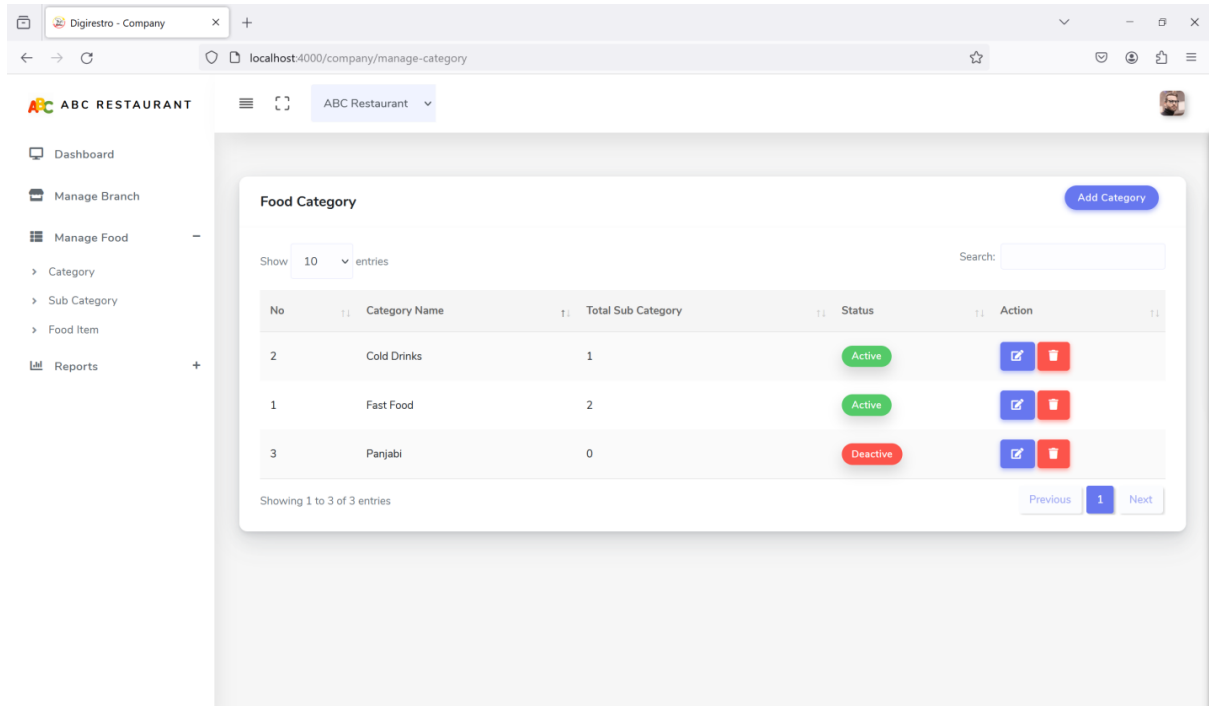 Digirestro - Company
localhost:4000/company/manage-category
ABC ABC RESTAURANT
ABC Restaurant
Dashboard
Manage Branch
Manage Food
Category
Sub Category
Food Item
Reports
Food Category
Add Category
Show 10 entries
Search:
No Category Name Total Sub Category Status Action
2 Cold Drinks 1 Active
1 Fast Food 2 Active
3 Panjabi 0 Deactive
Showing 1 to 3 of 3 entries
Previous 1 Next